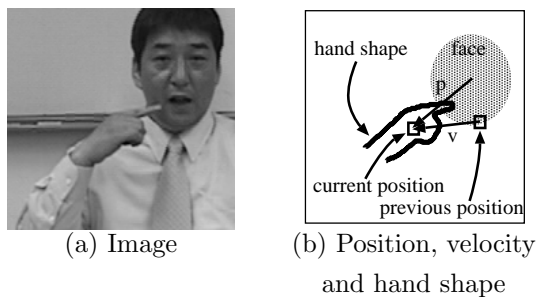 hand shape
face
p
v
current position
previous position
(a) Image
(b) Position, velocity
and hand shape